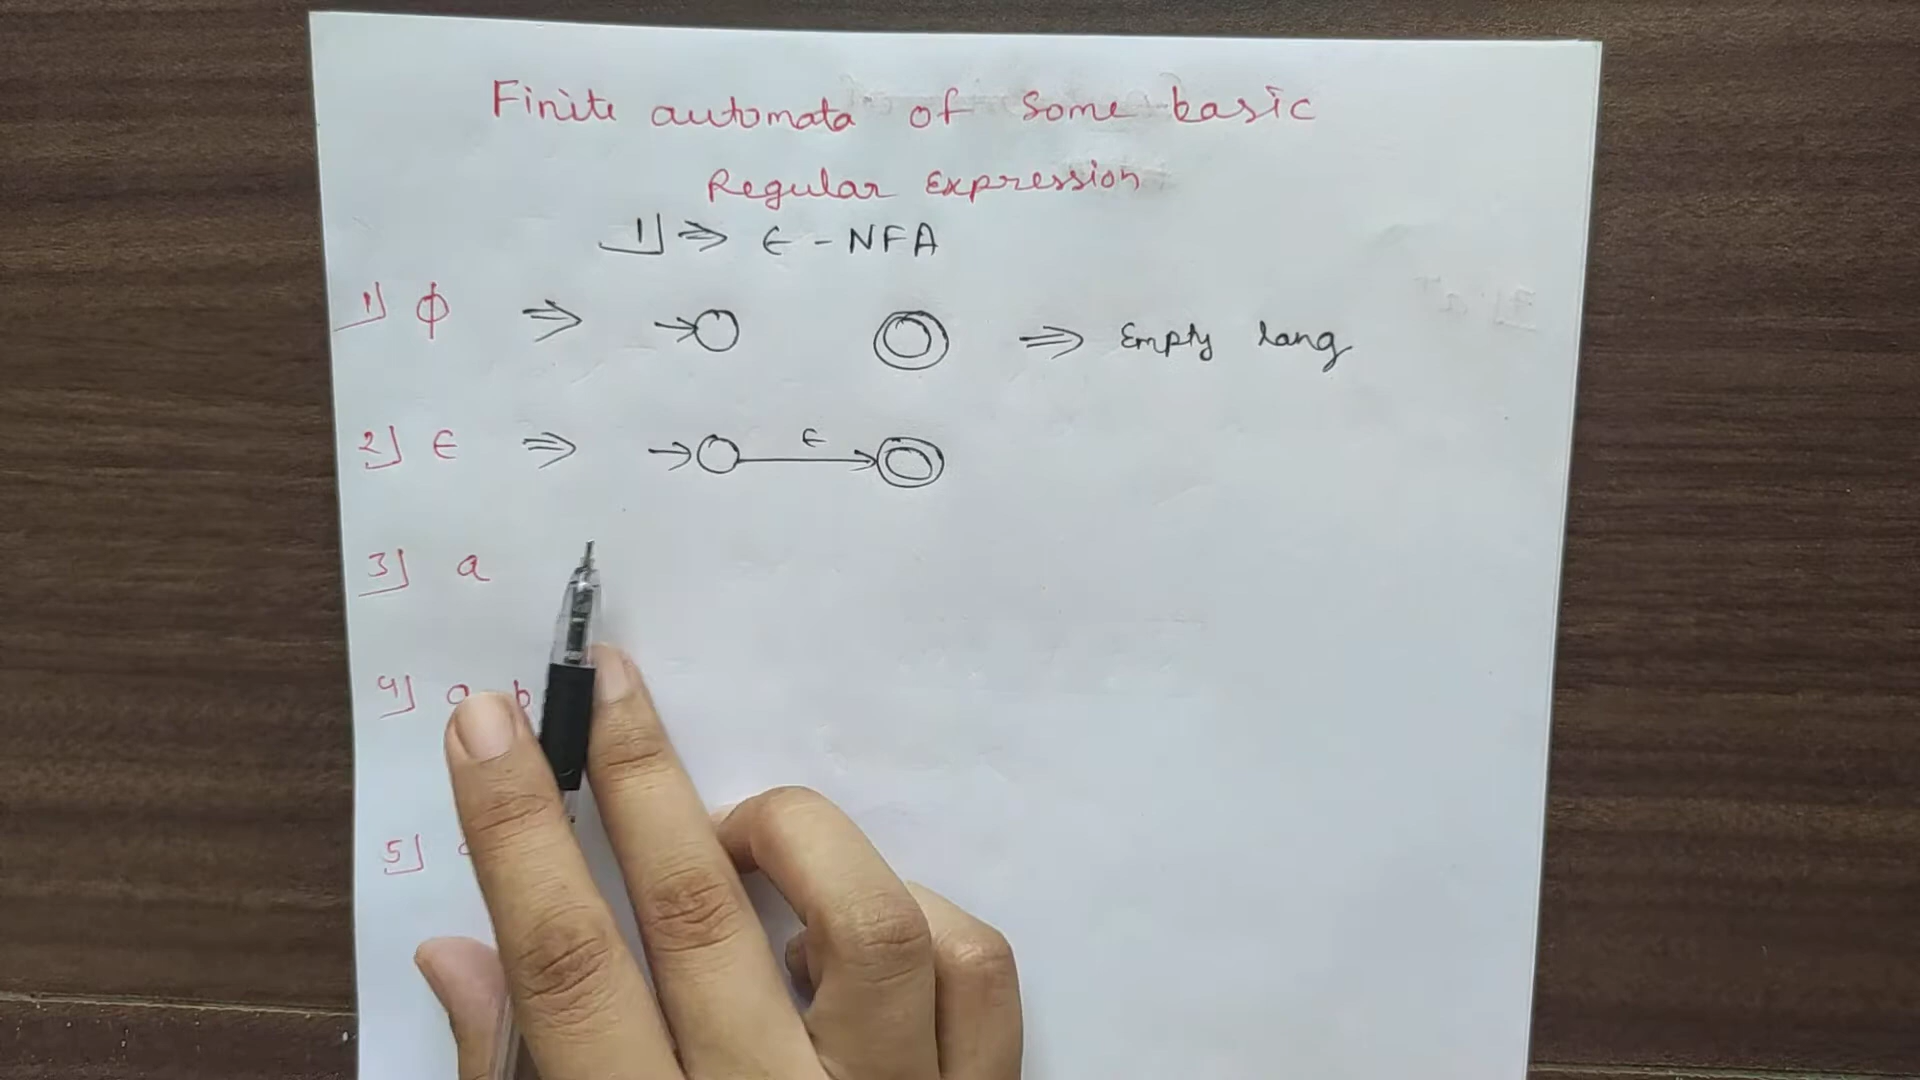 Finite automata of Some basic
Regular Expression
1] ⇒ ε - NFA
1] ϕ ⇒ → ⇒ Empty lang
2] ε ⇒ → ε
3] a
4] a b
5]